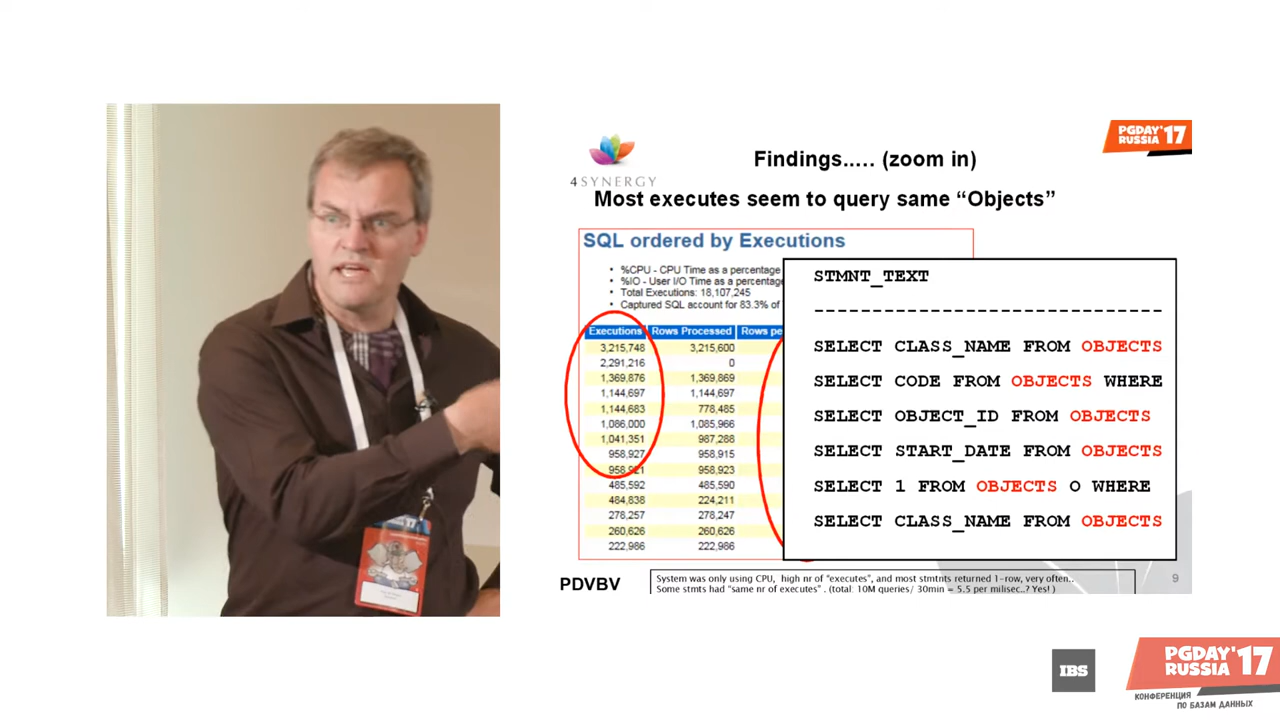 PGDAY'17
RUSSIA
4SYNERGY
Findings..... (zoom in)
Most executes seem to query same “Objects”
SQL ordered by Executions
• %CPU - CPU Time as a percentage
• %IO - User I/O Time as a percentage
• Total Executions: 18,107,245
• Captured SQL account for 83.3% of
Executions Rows Processed Rows pe
3,215,748 3,215,600
2,291,216 0
1,369,876 1,369,869
1,144,697 1,144,697
1,144,683 778,485
1,086,000 1,085,966
1,041,351 987,288
958,927 958,915
958,921 958,923
485,592 485,590
484,838 224,211
278,257 278,247
260,626 260,626
222,986 222,986
STMNT_TEXT
------------------------------
SELECT CLASS_NAME FROM OBJECTS
SELECT CODE FROM OBJECTS WHERE
SELECT OBJECT_ID FROM OBJECTS
SELECT START_DATE FROM OBJECTS
SELECT 1 FROM OBJECTS O WHERE
SELECT CLASS_NAME FROM OBJECTS
PDVBV
System was only using CPU, high nr of “executes”, and most stmtnts returned 1-row, very often..
Some stmts had “same nr of executes” . (total: 10M queries/ 30min = 5.5 per milisec..? Yes! )
9
IBS
PGDAY'17
RUSSIA
КОНФЕРЕНЦИЯ
ПО БАЗАМ ДАННЫХ